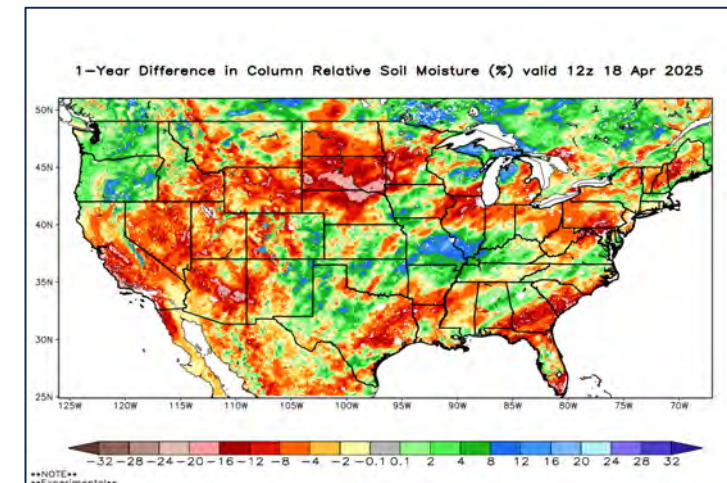 1-Year Difference in Column Relative Soil Moisture (%) valid 12z 18 Apr 2025
50N
45N
40N
35N
30N
25N
125W 120W 115W 110W 105W 100W 95W 90W 85W 80W 75W 70W
-32 -28 -24 -20 -16 -12 -8 -4 -2 -0.1 0.1 2 4 8 12 16 20 24 28 32
**NOTE**
**Experimental**